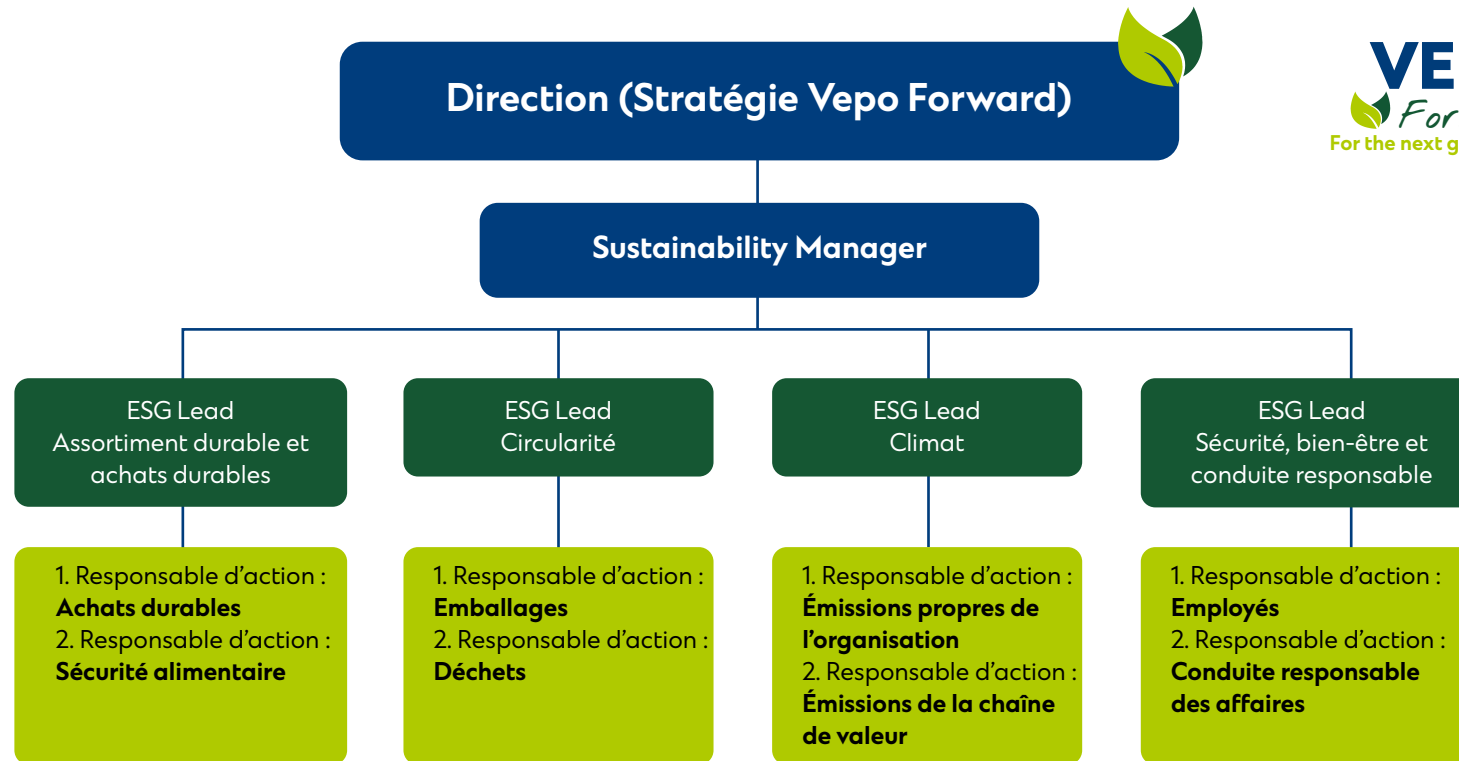 Direction (Stratégie Vepo Forward)
VE
For
For the next g
Sustainability Manager
ESG Lead
Assortiment durable et
achats durables
ESG Lead
Circularité
ESG Lead
Climat
ESG Lead
Sécurité, bien-être et
conduite responsable
1. Responsable d’action :
Achats durables
2. Responsable d’action :
Sécurité alimentaire
1. Responsable d’action :
Emballages
2. Responsable d’action :
Déchets
1. Responsable d’action :
Émissions propres de
l’organisation
2. Responsable d’action :
Émissions de la chaîne
de valeur
1. Responsable d’action :
Employés
2. Responsable d’action :
Conduite responsable
des affaires